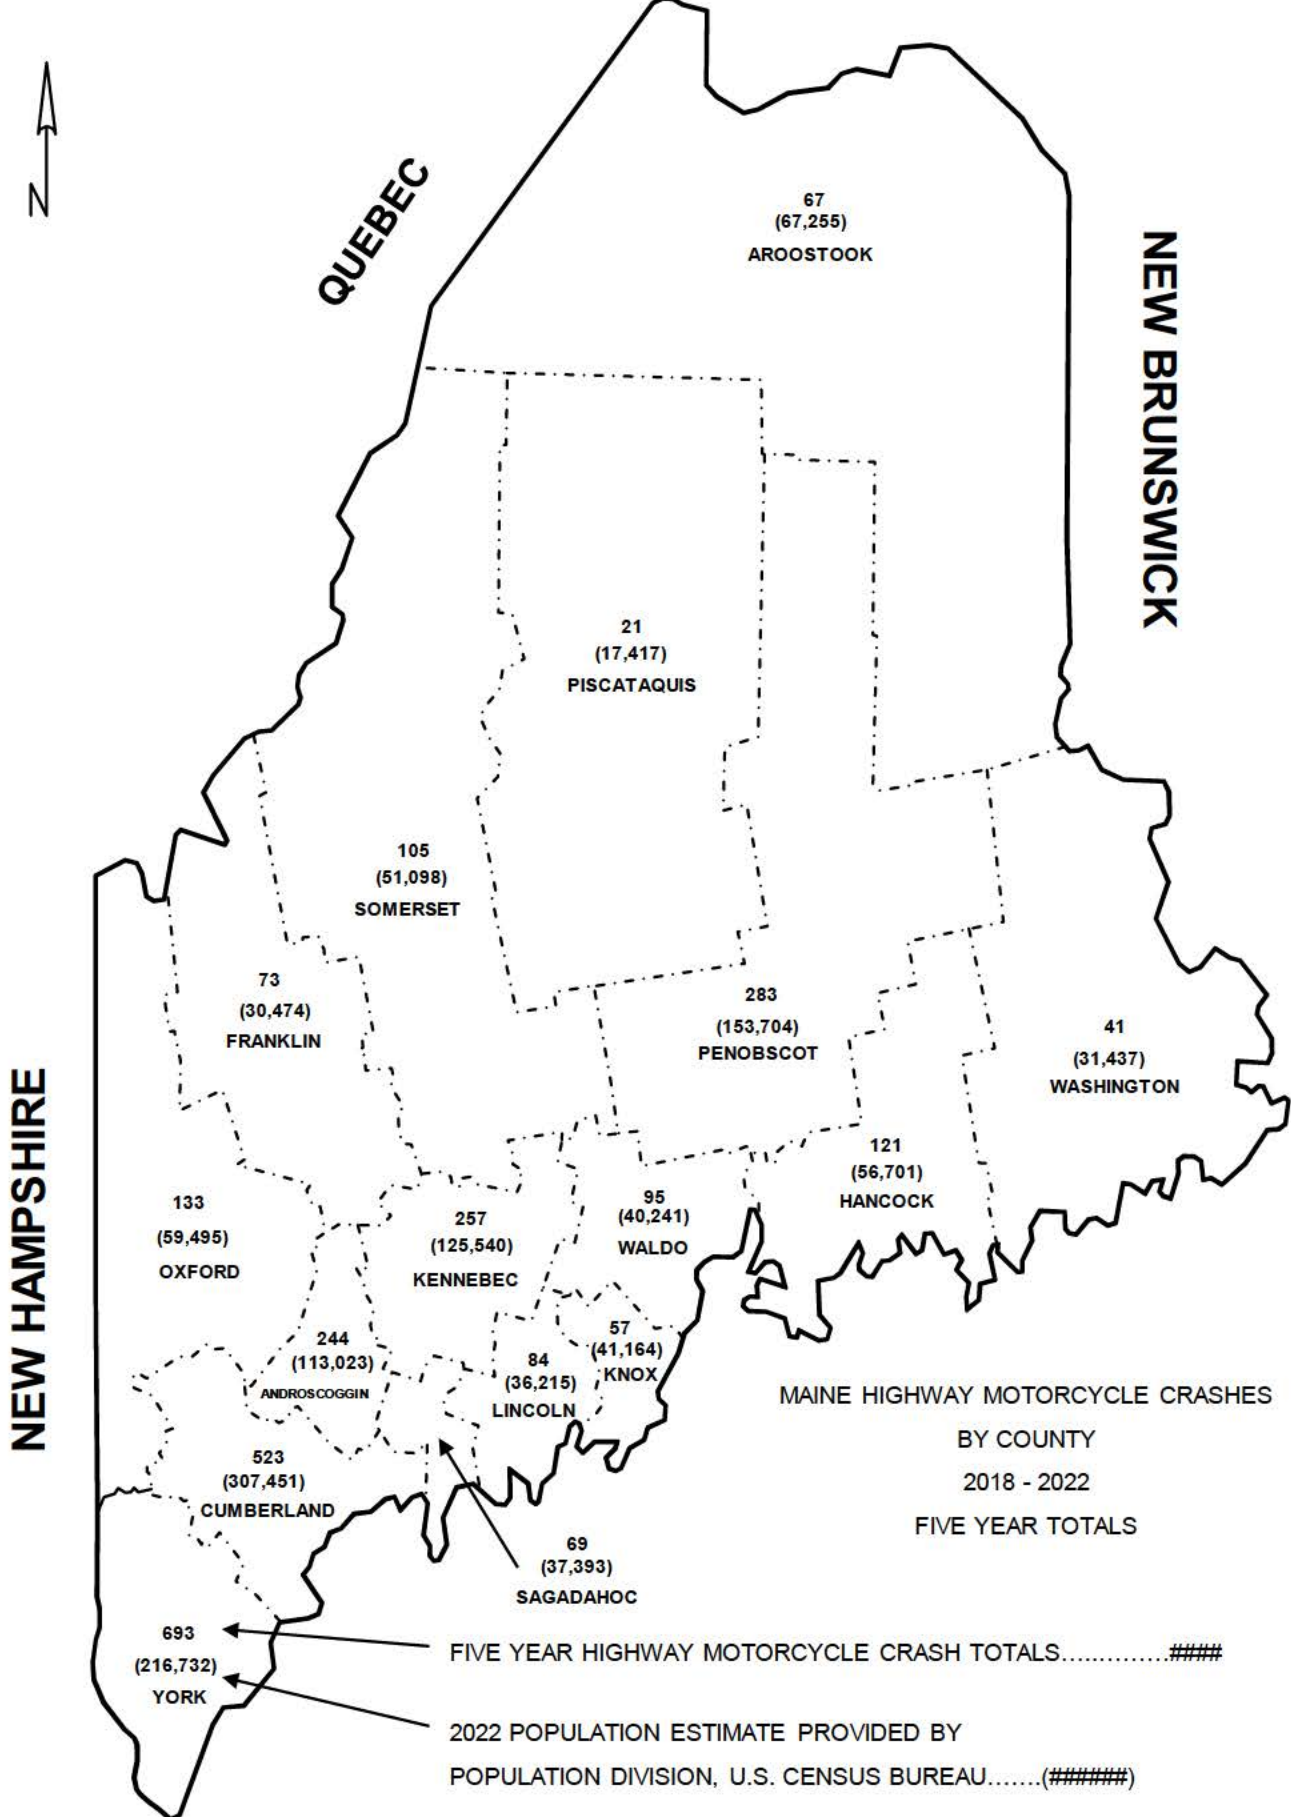 N
QUEBEC
NEW BRUNSWICK
NEW HAMPSHIRE
67
(67,255)
AROOSTOOK
21
(17,417)
PISCATAQUIS
105
(51,098)
SOMERSET
73
(30,474)
FRANKLIN
283
(153,704)
PENOBSCOT
41
(31,437)
WASHINGTON
121
(56,701)
HANCOCK
133
(59,495)
OXFORD
257
(125,540)
KENNEBEC
95
(40,241)
WALDO
244
(113,023)
ANDROSCOGGIN
84
(36,215)
LINCOLN
57
(41,164)
KNOX
523
(307,451)
CUMBERLAND
69
(37,393)
SAGADAHOC
693
(216,732)
YORK
MAINE HIGHWAY MOTORCYCLE CRASHES
BY COUNTY
2018 - 2022
FIVE YEAR TOTALS
FIVE YEAR HIGHWAY MOTORCYCLE CRASH TOTALS...............####
2022 POPULATION ESTIMATE PROVIDED BY
POPULATION DIVISION, U.S. CENSUS BUREAU.......(######)